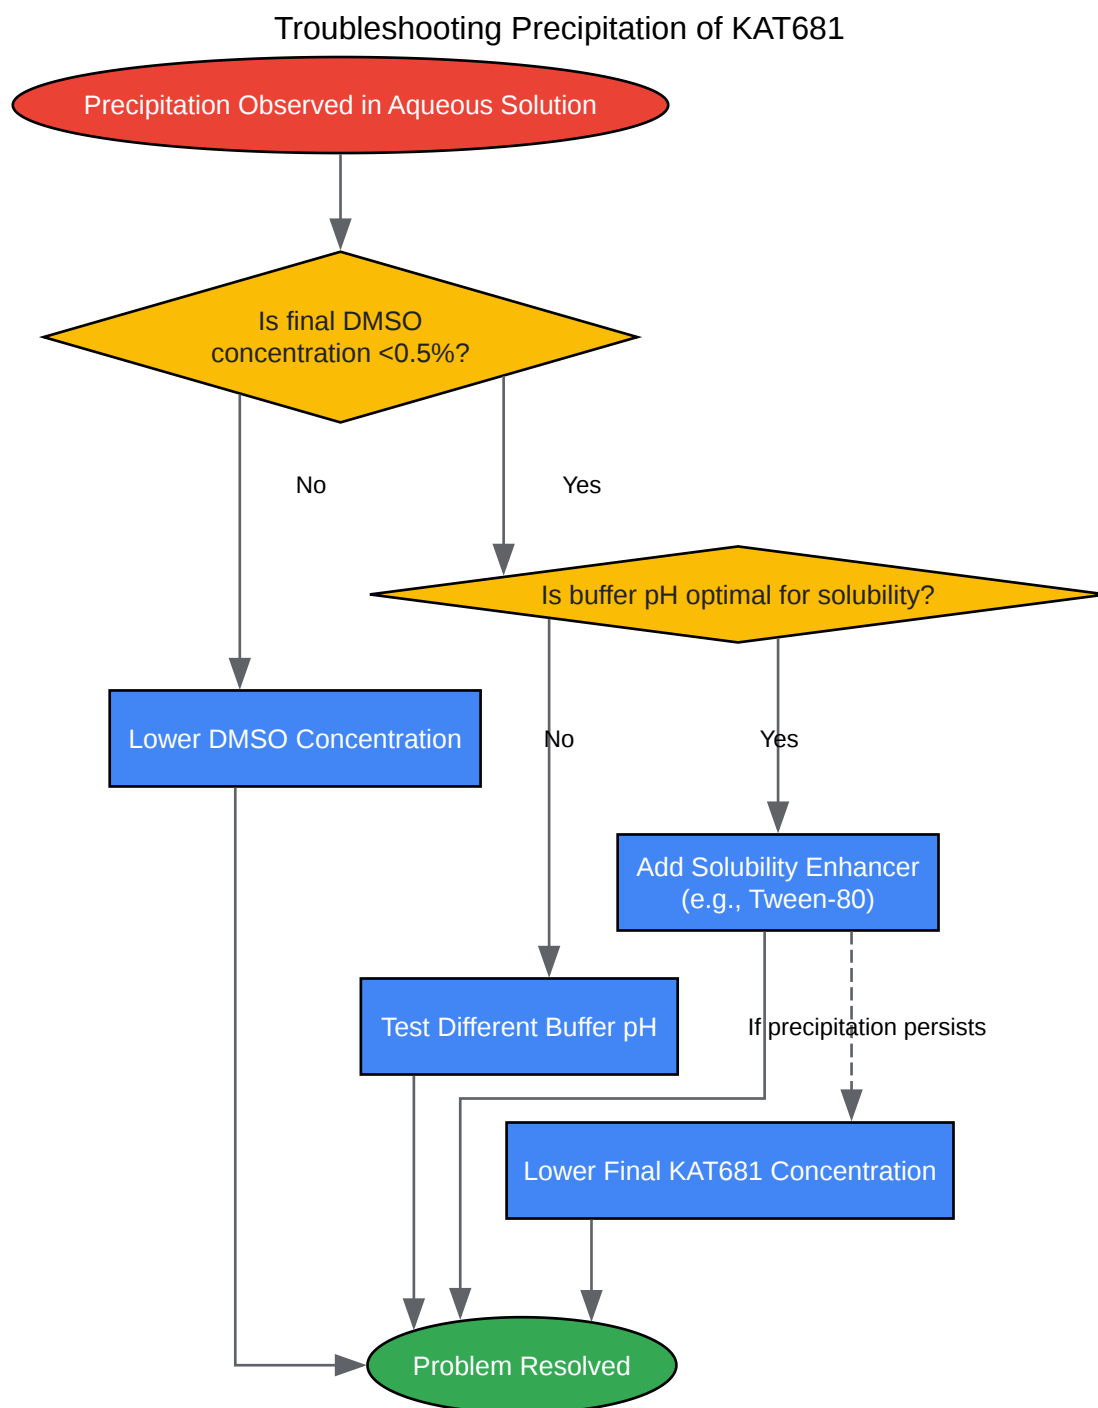 Troubleshooting Precipitation of KAT681
Precipitation Observed in Aqueous Solution
Is final DMSO
concentration <0.5%?
No
Yes
Is buffer pH optimal for solubility?
Lower DMSO Concentration
No
Yes
Add Solubility Enhancer
(e.g., Tween-80)
Test Different Buffer pH
If precipitation persists
Lower Final KAT681 Concentration
Problem Resolved